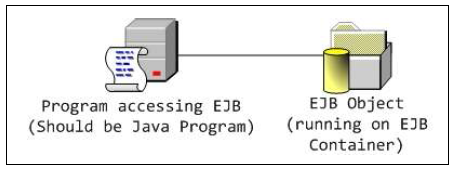 Program accessing EJB
(Should be Java Program)
EJB Object
(running on EJB
Container)